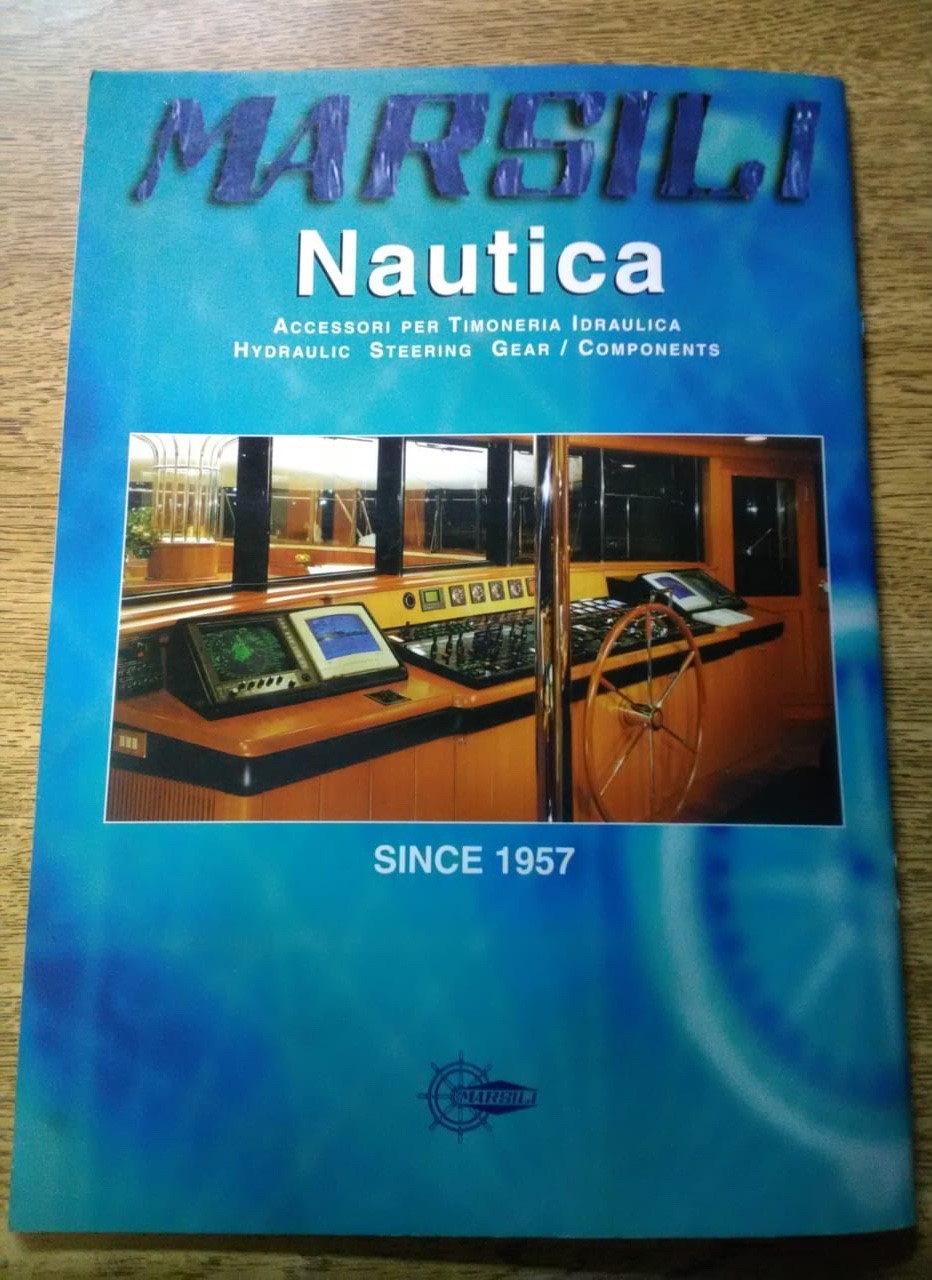 MARSILI
Nautica
ACCESSORI PER TIMONERIA IDRAULICA
HYDRAULIC STEERING GEAR / COMPONENTS
SINCE 1957
MARSILI